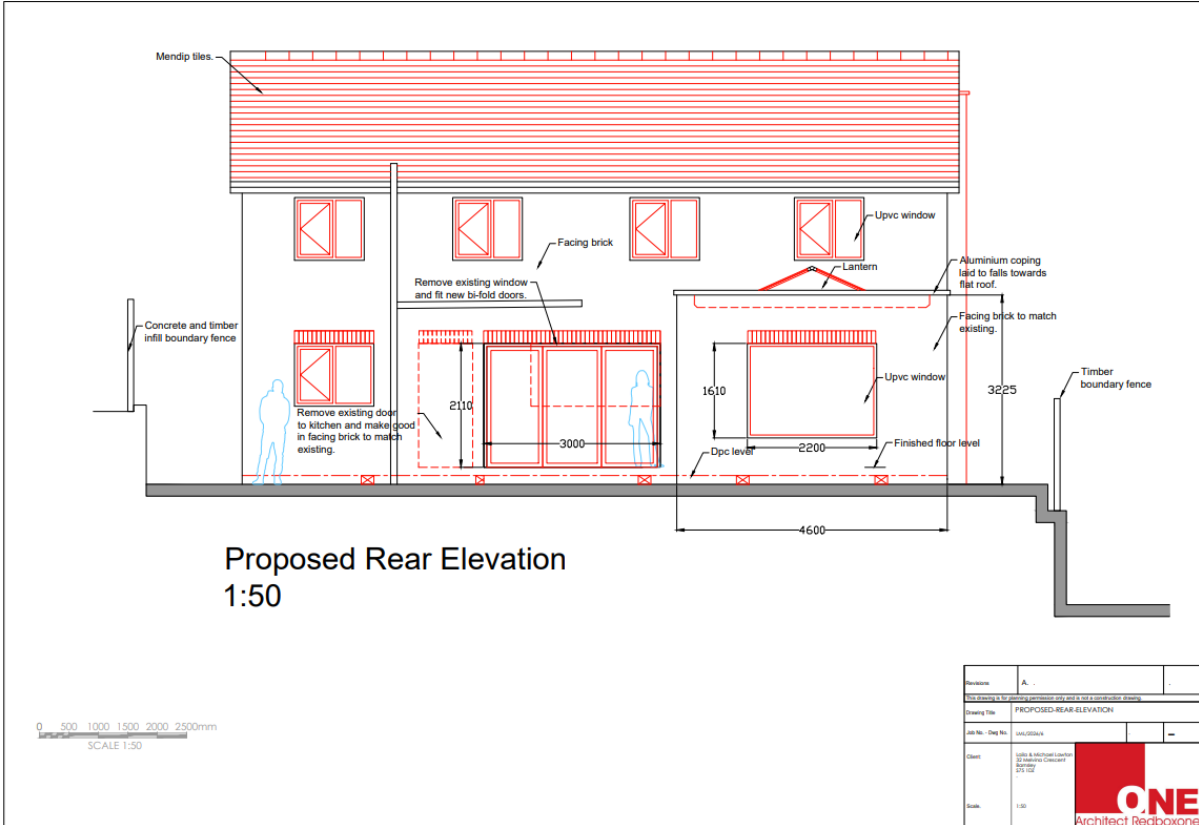 Mendip tiles.
Upvc window
Facing brick
Lantern
Aluminium coping
laid to falls towards
flat roof.
Remove existing window
and fit new bi-fold doors.
Concrete and timber
infill boundary fence
Facing brick to match
existing.
Upvc window
Timber
boundary fence
3225
1610
2110
Remove existing door
to kitchen and make good
in facing brick to match
existing.
3000
2200
Finished floor level
Dpc level
4600
Proposed Rear Elevation
1:50
0 500 1000 1500 2000 2500mm
SCALE 1:50
Revisions A. . .
This drawing is for planning permission only and is not a construction drawing.
Drawing Title PROPOSED-REAR-ELEVATION
Job No. - Dwg No.
Client
Barnsley
Scale. 1:50
ONE
Architect Redboxone